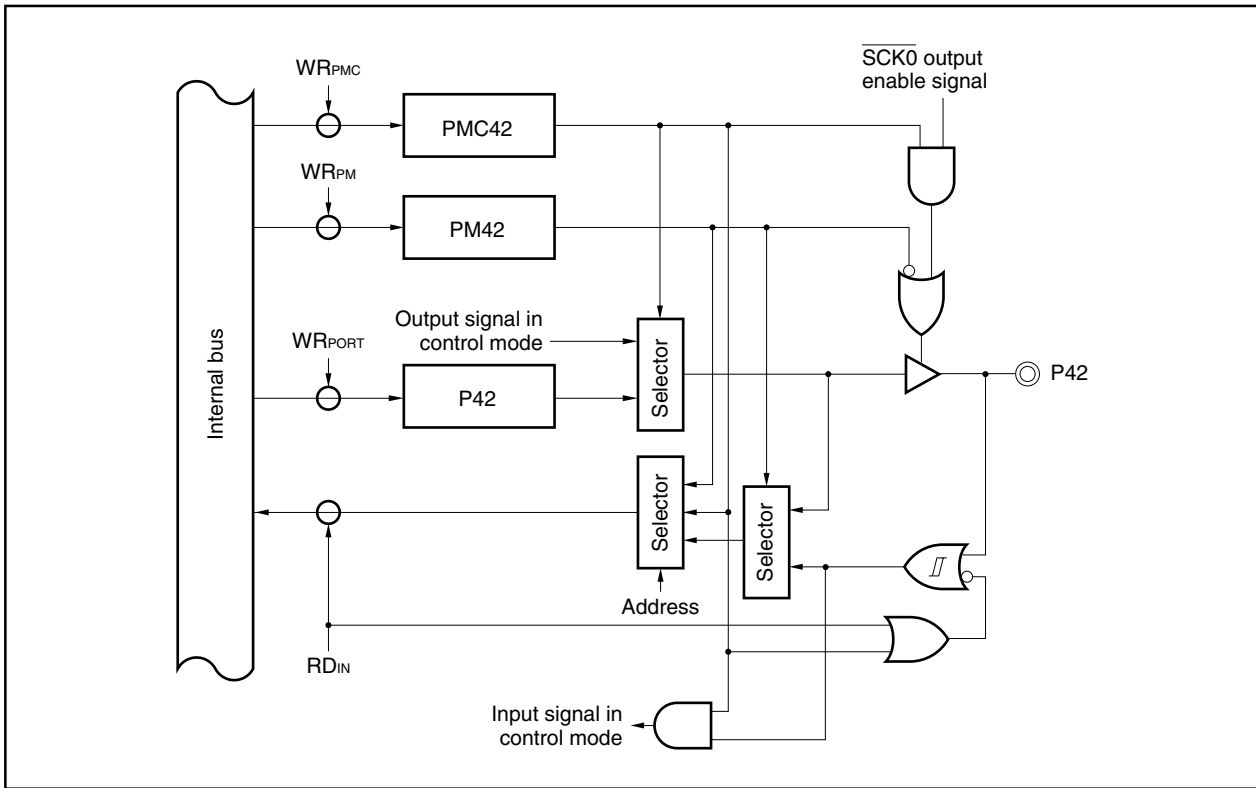 WRPMC
SCK0 output
enable signal
PMC42
WRPM
PM42
Output signal in
control mode
WRPORT
Selector
P42
P42
Internal bus
Selector
Selector
Address
RDIN
Input signal in
control mode